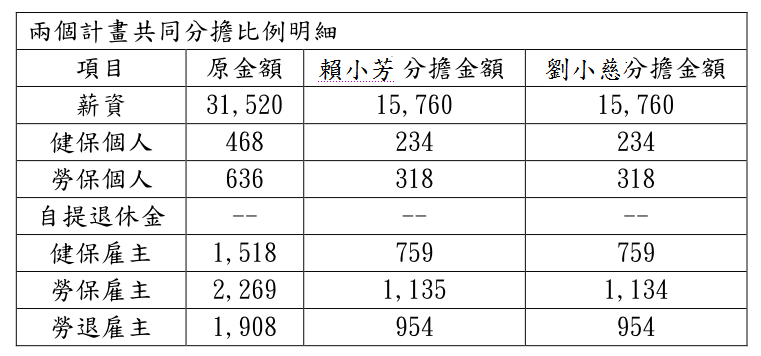 兩個計畫共同分擔比例明細
項目 原金額 賴小芳 分擔金額 劉小慈分擔金額
薪資 31,520 15,760 15,760
健保個人 468 234 234
勞保個人 636 318 318
自提退休金 -- -- --
健保雇主 1,518 759 759
勞保雇主 2,269 1,135 1,134
勞退雇主 1,908 954 954